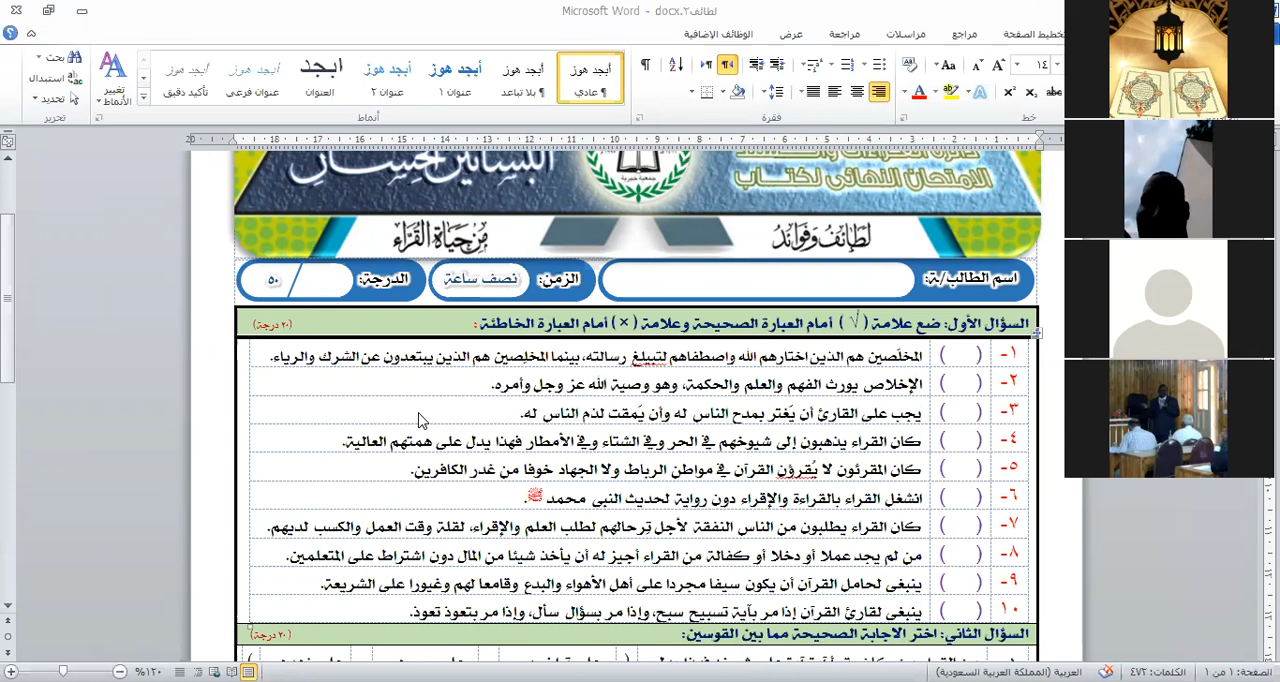 لطائف٢.docx - Microsoft Word
تخطيط الصفحة
مراسلات
مراجعة
عرض
الوظائف الإضافية
مراجع
١٤
أبجد هوز
¶ عادي
أبجد هوز
¶ بلا تباعد
أبجد هوز
عنوان ١
أبجد هوز
عنوان ٢
أبجد
العنوان
أبجد هوز
عنوان فرعي
أبجد هوز
تأكيد دقيق
تغيير الأنماط
بحث
استبدال
تحديد
خط
فقرة
أنماط
تحرير
الامتحان النهائي لكتاب
البساتين الحسان
جمعية خيرية
لطائف وفوائد
من حياة القراء
اسم الطالب/ة:
الزمن: نصف ساعة
الدرجة: / ٥٠
السؤال الأول: ضع علامة ( √ ) أمام العبارة الصحيحة وعلامة ( × ) أمام العبارة الخاطئة: (٢٠ درجة)
١- ( ) المخلَصين هم الذين اختارهم الله واصطفاهم لتبيلغ رسالته، بينما المخلِصين هم الذين يبتعدون عن الشرك والرياء.
٢- ( ) الإخلاص يورث الفهم والعلم والحكمة، وهو وصية الله عز وجل وأمره.
٣- ( ) يجب على القارئ أن يَغتر بمدح الناس له وأن يَمقت لذم الناس له.
٤- ( ) كان القراء يذهبون إلى شيوخهم في الحر وفي الشتاء وفي الأمطار فهذا يدل على همتهم العالية.
٥- ( ) كان المقرئون لا يُقرؤن القرآن في مواطن الرباط ولا الجهاد خوفا من غدر الكافرين.
٦- ( ) انشغل القراء بالقراءة والإقراء دون رواية لحديث النبي محمد ﷺ.
٧- ( ) كان القراء يطلبون من الناس النفقة لأجل تِرحالهم لطلب العلم والإقراء، لقلة وقت العمل والكسب لديهم.
٨- ( ) من لم يجد عملا أو دخلا أو كفالة من القراء أجيز له أن يأخذ شيئا من المال دون اشتراط على المتعلمين.
٩- ( ) ينبغي لحامل القرآن أن يكون سيفا مجردا على أهل الأهواء والبدع وقامعا لهم وغيورا على الشريعة.
١٠- ( ) ينبغي لقارئ القرآن إذا مر بآية تسبيح سبح، وإذا مر بسؤال سأل، وإذا مر بتعوذ تعوذ.
السؤال الثاني: اختر الاجابة الصحيحة مما بين القوسين: (٢٠ درجة)
الصفحة: ١ من ١
الكلمات: ٤٧٢
العربية (المملكة العربية السعودية)
١٢٠%